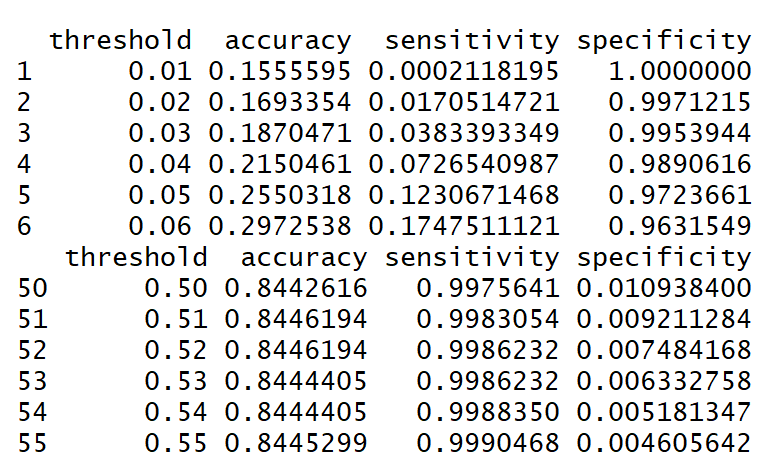 threshold accuracy sensitivity specificity
1 0.01 0.1555595 0.0002118195 1.0000000
2 0.02 0.1693354 0.0170514721 0.9971215
3 0.03 0.1870471 0.0383393349 0.9953944
4 0.04 0.2150461 0.0726540987 0.9890616
5 0.05 0.2550318 0.1230671468 0.9723661
6 0.06 0.2972538 0.1747511121 0.9631549
threshold accuracy sensitivity specificity
50 0.50 0.8442616 0.9975641 0.010938400
51 0.51 0.8446194 0.9983054 0.009211284
52 0.52 0.8446194 0.9986232 0.007484168
53 0.53 0.8444405 0.9986232 0.006332758
54 0.54 0.8444405 0.9988350 0.005181347
55 0.55 0.8445299 0.9990468 0.004605642